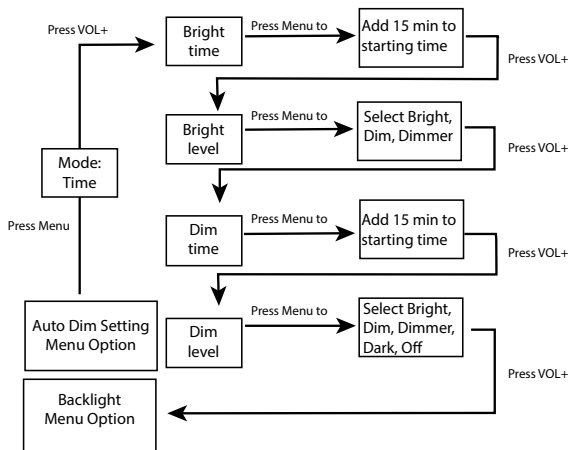 Press VOL+
Bright
time
Press Menu to
Add 15 min to
starting time
Press VOL+
Bright
level
Press Menu to
Select Bright,
Dim, Dimmer
Press VOL+
Mode:
Time
Press Menu
Dim
time
Press Menu to
Add 15 min to
starting time
Press VOL+
Auto Dim Setting
Menu Option
Dim
level
Press Menu to
Select Bright,
Dim, Dimmer,
Dark, Off
Press VOL+
Backlight
Menu Option